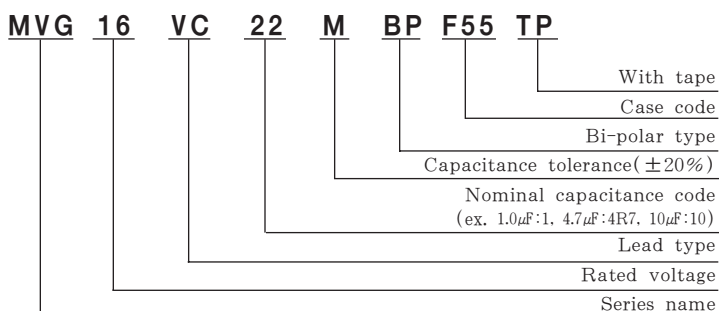 MVG 16 VC 22 M BP F55 TP
With tape
Case code
Bi-polar type
Capacitance tolerance(±20%)
Nominal capacitance code
(ex. 1.0μF:1, 4.7μF:4R7, 10μF:10)
Lead type
Rated voltage
Series name